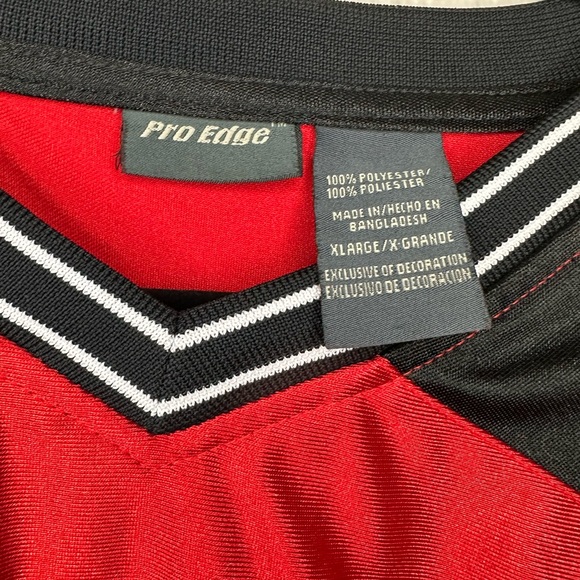 Pro Edge
100% POLYESTER/
100% POLIESTER
MADE IN/HECHO EN
BANGLADESH
XLARGE/X-GRANDE
EXCLUSIVE OF DECORATION
EXCLUSIVO DE DECORACION